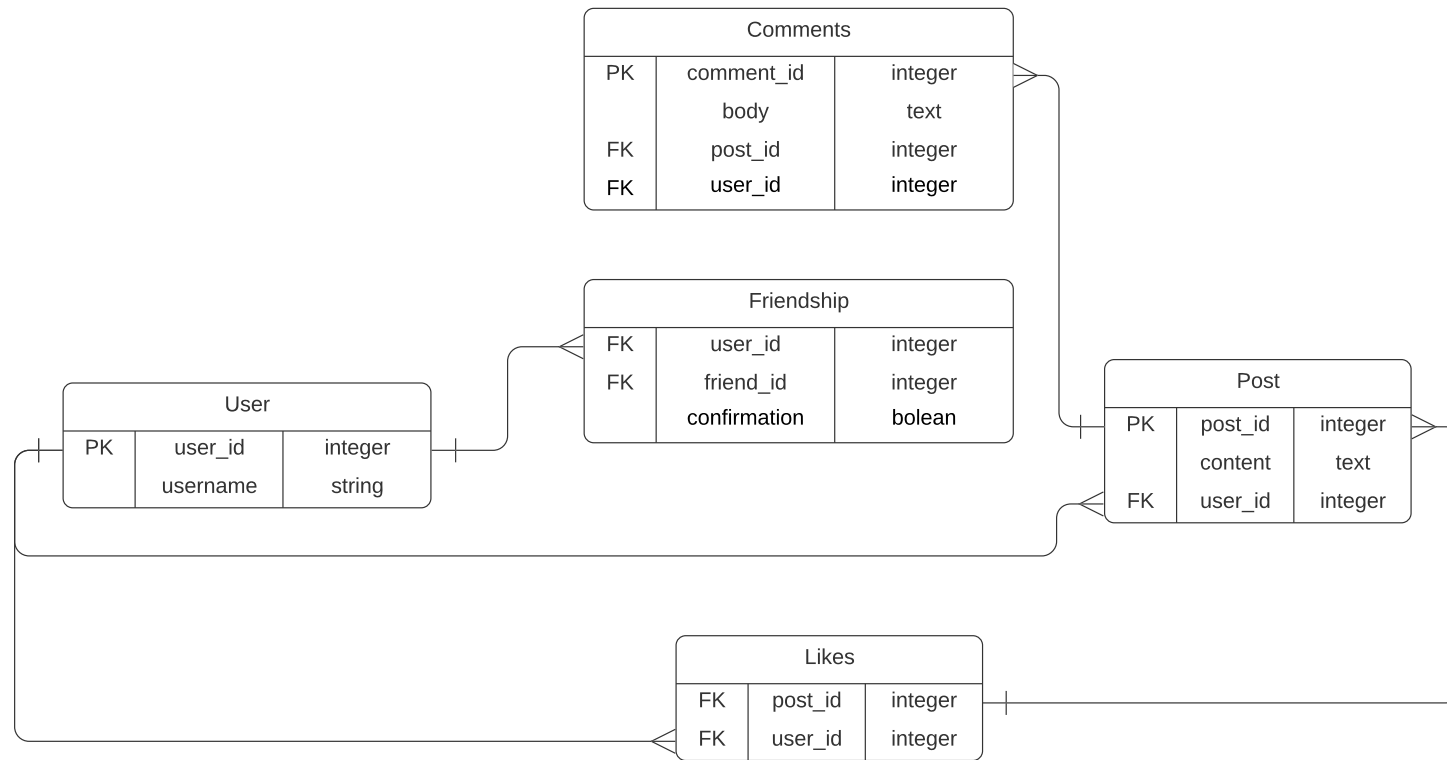 Comments
PK comment_id integer
body text
FK post_id integer
FK user_id integer
Friendship
FK user_id integer
FK friend_id integer
confirmation bolean
User
PK user_id integer
username string
Post
PK post_id integer
content text
FK user_id integer
Likes
FK post_id integer
FK user_id integer